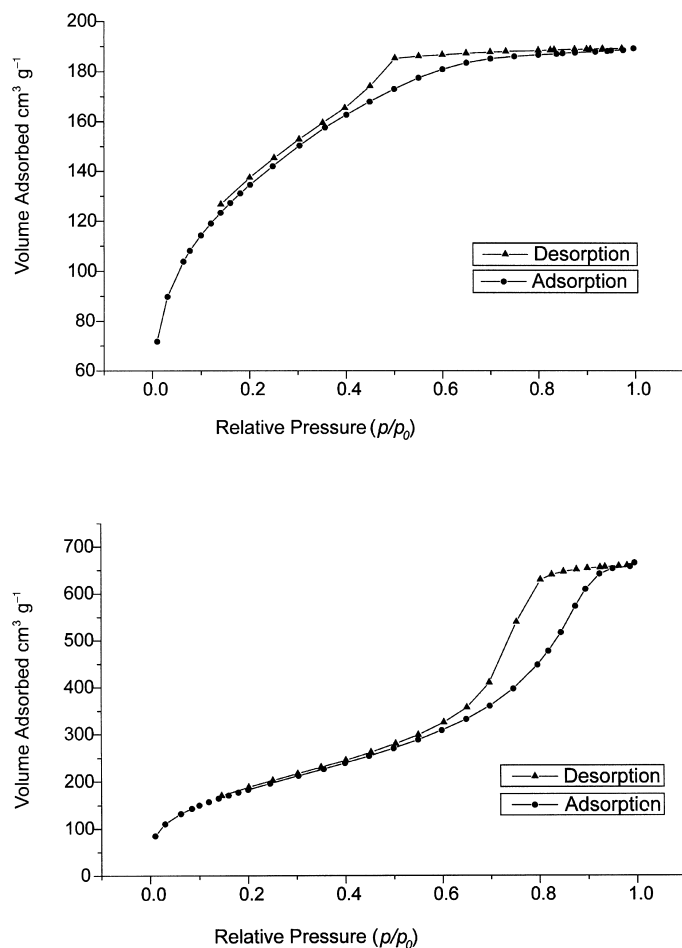 200
180
160
140
120
100
80
60
Volume Adsorbed cm³ g⁻¹
Desorption
Adsorption
0.0 0.2 0.4 0.6 0.8 1.0
Relative Pressure (p/p₀)
700
600
500
400
300
200
100
0
Volume Adsorbed cm³ g⁻¹
Desorption
Adsorption
0.0 0.2 0.4 0.6 0.8 1.0
Relative Pressure (p/p₀)